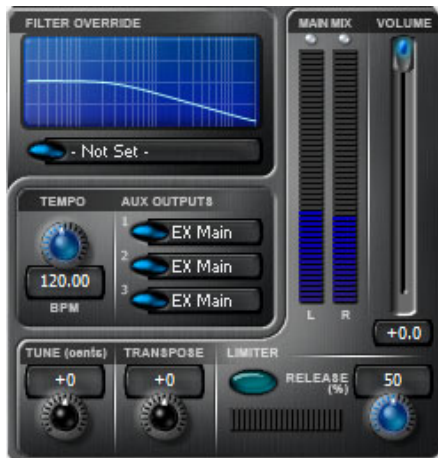 FILTER OVERRIDE
- Not Set -
MAIN MIX
VOLUME
L
R
+0.0
TEMPO
120.00
BPM
AUX OUTPUTS
1 EX Main
2 EX Main
3 EX Main
TUNE (cents)
+0
TRANSPOSE
+0
LIMITER
RELEASE (%)
50